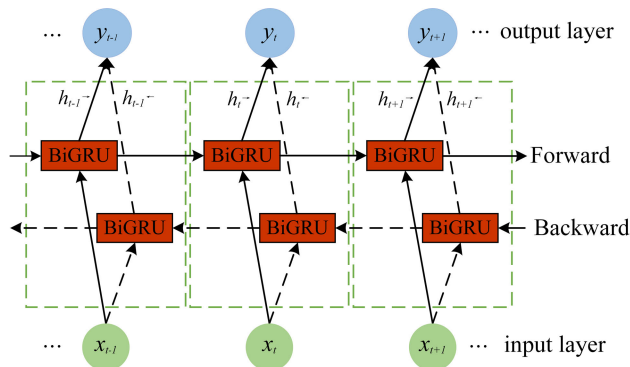 ... y_{t-1} y_t y_{t+1} ... output layer
h_{t-1}→ h_{t-1}← h_t→ h_t← h_{t+1}→ h_{t+1}←
BiGRU BiGRU BiGRU Forward
BiGRU BiGRU BiGRU Backward
... x_{t-1} x_t x_{t+1} ... input layer